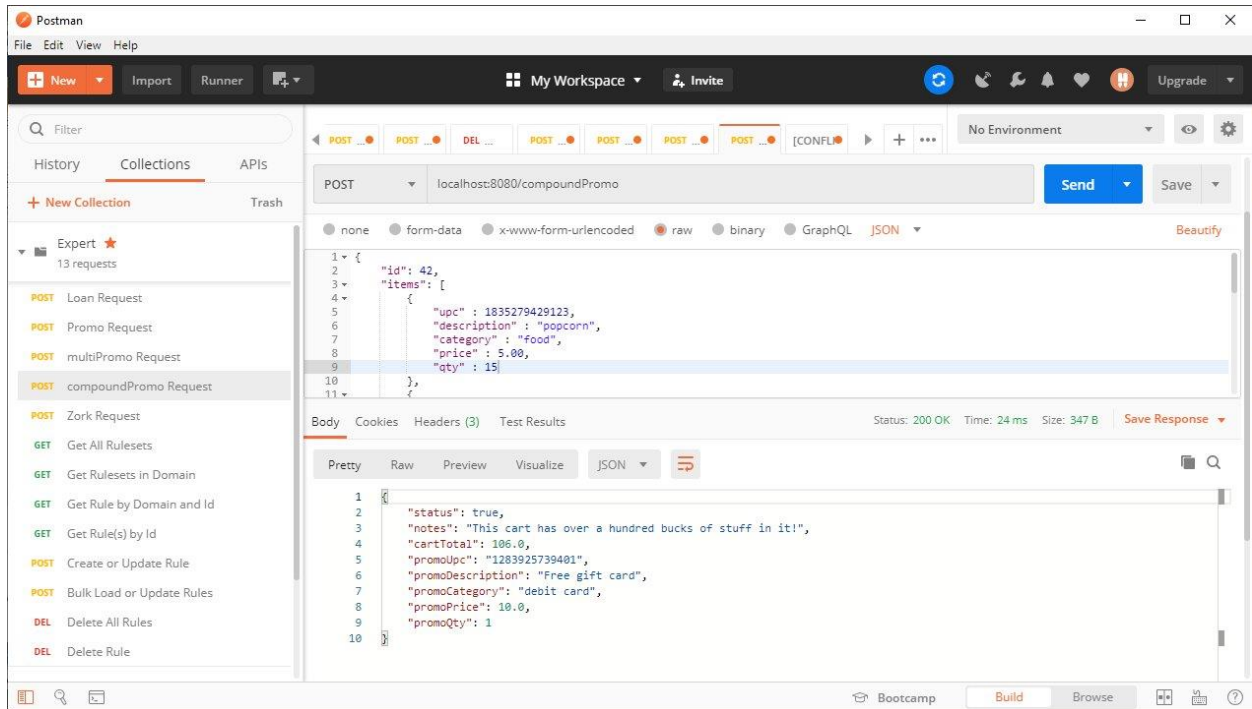 Postman
File Edit View Help
New Import Runner My Workspace Invite Upgrade
Filter
History Collections APIs
+ New Collection Trash
Expert
13 requests
POST Loan Request
POST Promo Request
POST multiPromo Request
POST compoundPromo Request
POST Zork Request
GET Get All Rulesets
GET Get Rulesets in Domain
GET Get Rule by Domain and Id
GET Get Rule(s) by Id
POST Create or Update Rule
POST Bulk Load or Update Rules
DEL Delete All Rules
DEL Delete Rule
POST ... POST ... DEL ... POST ... POST ... POST ... POST ... [CONFLI + ••• No Environment
POST localhost:8080/compoundPromo Send Save
none form-data x-www-form-urlencoded raw binary GraphQL JSON Beautify
1 {
2 "id": 42,
3 "items": [
4 {
5 "upc" : 1835279429123,
6 "description" : "popcorn",
7 "category" : "food",
8 "price" : 5.00,
9 "qty" : 15
10 },
11 {
Body Cookies Headers (3) Test Results Status: 200 OK Time: 24 ms Size: 347 B Save Response
Pretty Raw Preview Visualize JSON
1 {
2 "status": true,
3 "notes": "This cart has over a hundred bucks of stuff in it!",
4 "cartTotal": 106.0,
5 "promoUpc": "1283925739401",
6 "promoDescription": "Free gift card",
7 "promoCategory": "debit card",
8 "promoPrice": 10.0,
9 "promoQty": 1
10 }
Bootcamp Build Browse